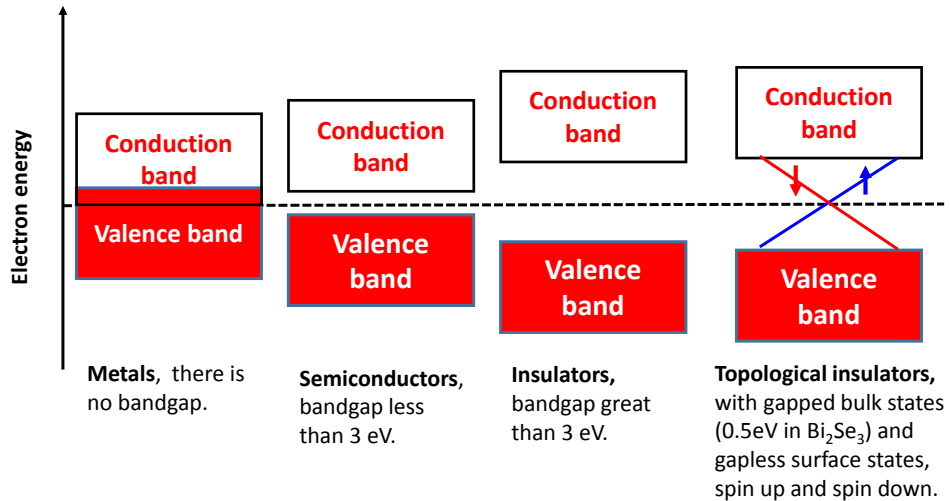 Electron energy
Conduction
band
Valence band
Conduction
band
Valence
band
Conduction
band
Valence
band
Conduction
band
Valence
band
Metals,  there is
no bandgap.
Semiconductors,
bandgap less
than 3 eV.
Insulators,
bandgap great
than 3 eV.
Topological insulators,
with gapped bulk states
(0.5eV in Bi₂Se₃) and
gapless surface states,
spin up and spin down.